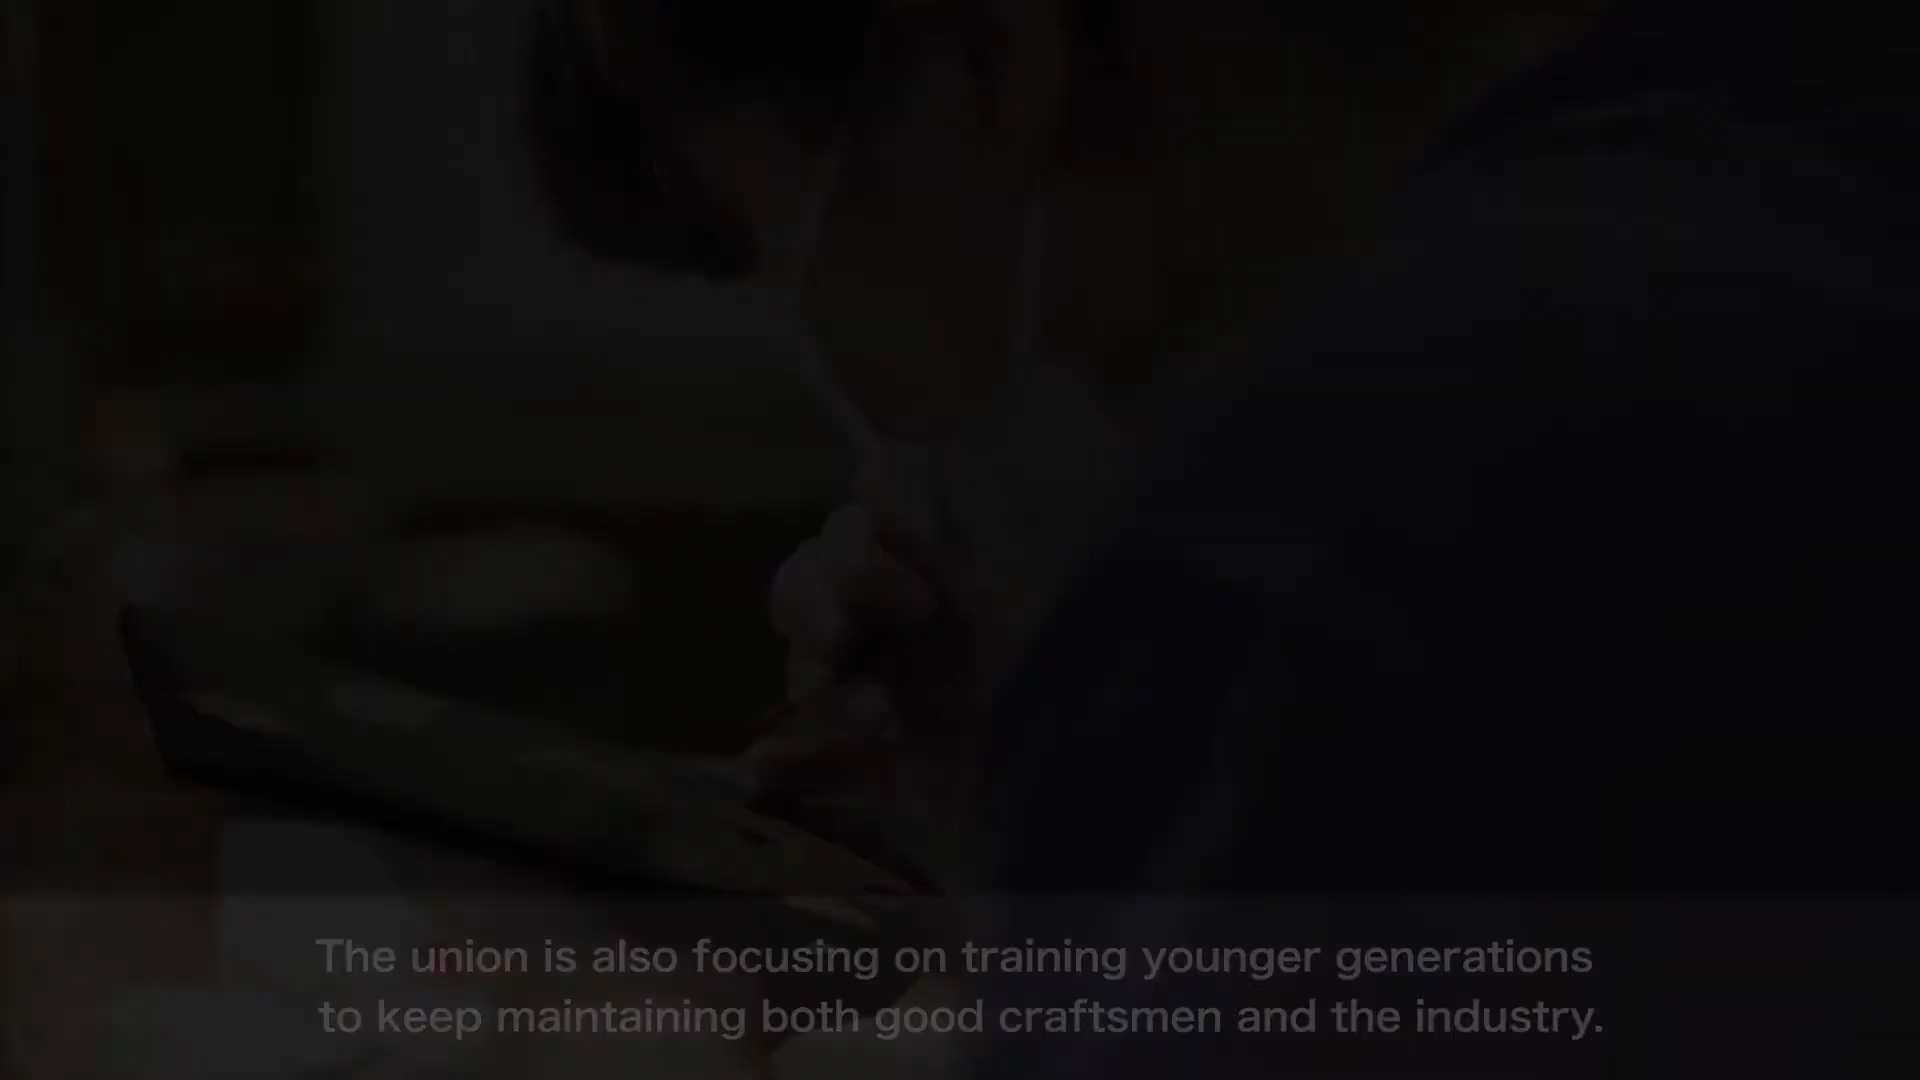 The union is also focusing on training younger generations
to keep maintaining both good craftsmen and the industry.